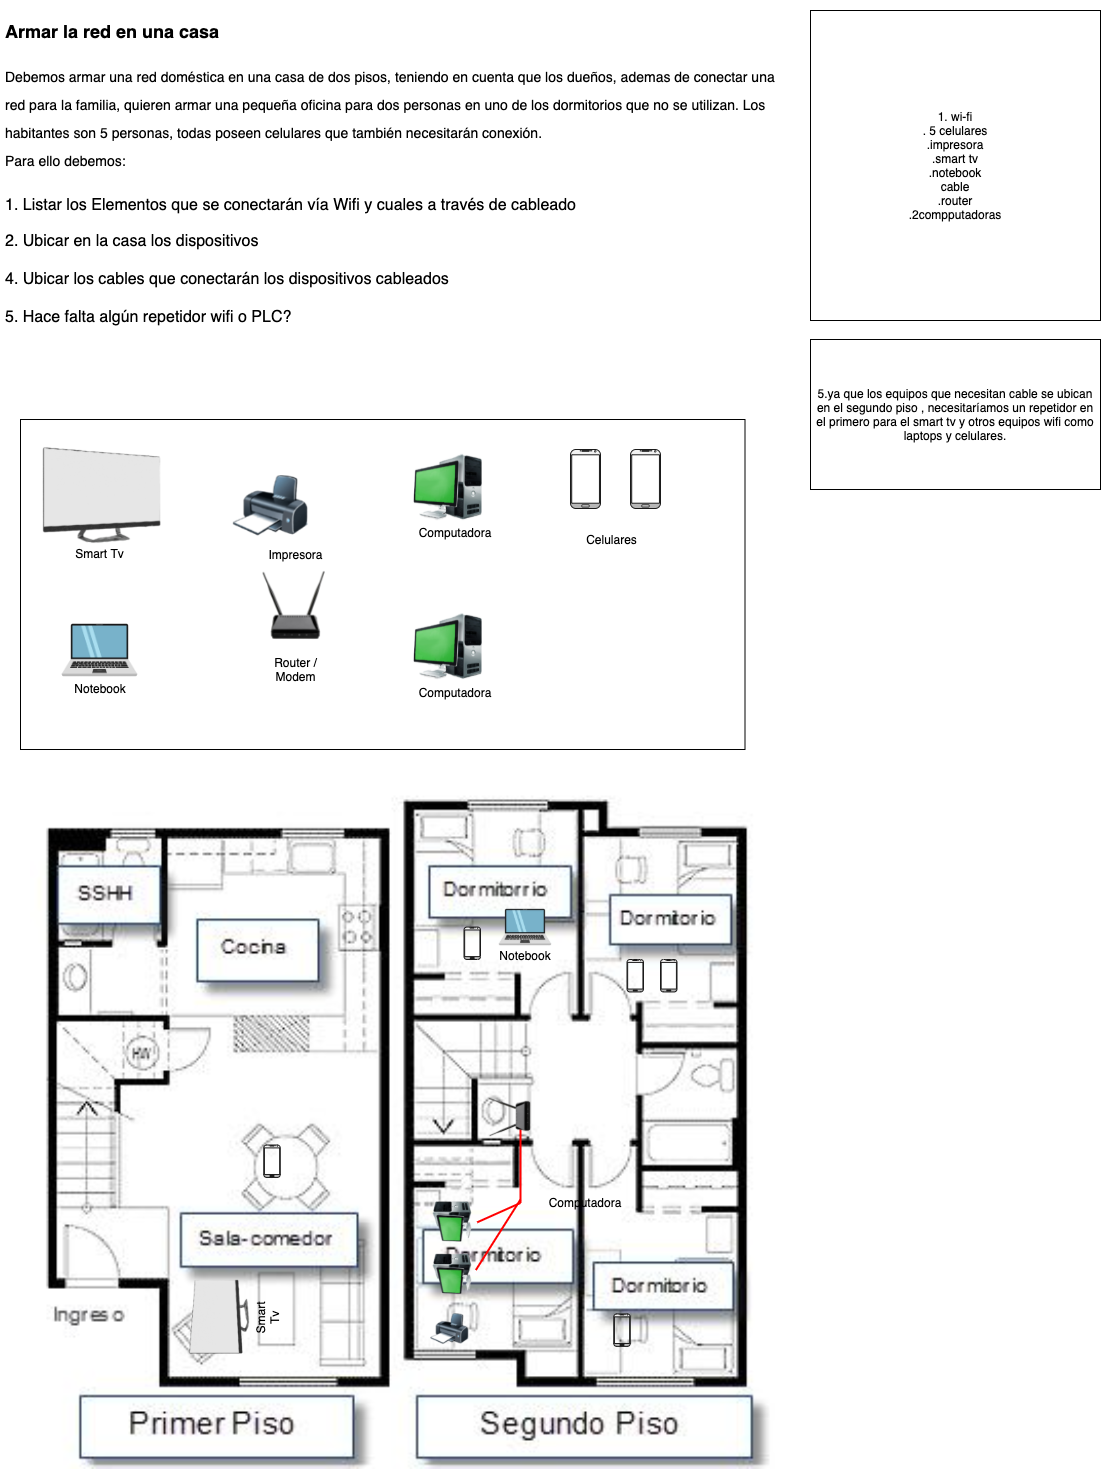 Armar la red en una casa
Debemos armar una red doméstica en una casa de dos pisos, teniendo en cuenta que los dueños, ademas de conectar una
red para la familia, quieren armar una pequeña oficina para dos personas en uno de los dormitorios que no se utilizan. Los
habitantes son 5 personas, todas poseen celulares que también necesitarán conexión.
Para ello debemos:
1. Listar los Elementos que se conectarán vía Wifi y cuales a través de cableado
2. Ubicar en la casa los dispositivos
4. Ubicar los cables que conectarán los dispositivos cableados
5. Hace falta algún repetidor wifi o PLC?
1. wi-fi
. 5 celulares
.impresora
.smart tv
.notebook
cable
.router
.2compputadoras
5.ya que los equipos que necesitan cable se ubican
en el segundo piso , necesitaríamos un repetidor en
el primero para el smart tv y otros equipos wifi como
laptops y celulares.
Smart Tv
Impresora
Computadora
Celulares
Notebook
Router /
Modem
Computadora
SSHH
Cocina
HW
Sala-comedor
Ingreso
Smart
Tv
Primer Piso
Dormitorrio
Notebook
Dormitorio
Computadora
Dormitorio
Dormitorio
Segundo Piso